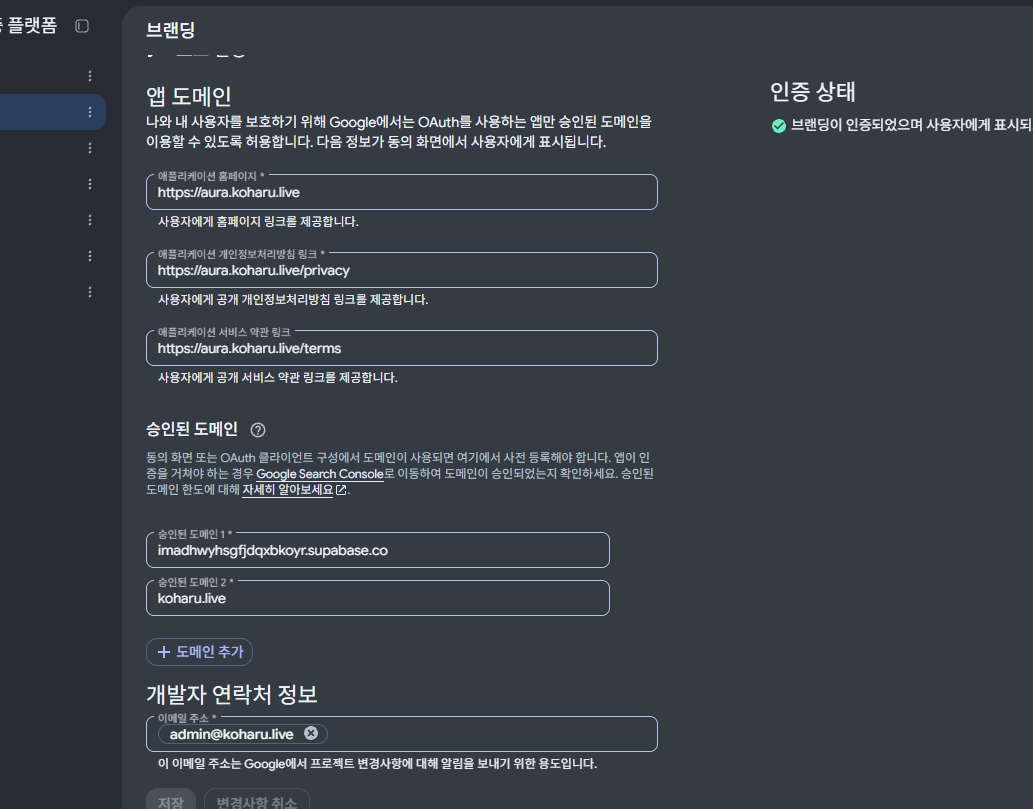 플랫폼
브랜딩
앱 도메인
나와 내 사용자를 보호하기 위해 Google에서는 OAuth를 사용하는 앱만 승인된 도메인을
이용할 수 있도록 허용합니다. 다음 정보가 동의 화면에서 사용자에게 표시됩니다.
애플리케이션 홈페이지 *
https://aura.koharu.live
사용자에게 홈페이지 링크를 제공합니다.
애플리케이션 개인정보처리방침 링크 *
https://aura.koharu.live/privacy
사용자에게 공개 개인정보처리방침 링크를 제공합니다.
애플리케이션 서비스 약관 링크
https://aura.koharu.live/terms
사용자에게 공개 서비스 약관 링크를 제공합니다.
승인된 도메인
동의 화면 또는 OAuth 클라이언트 구성에서 도메인이 사용되면 여기에서 사전 등록해야 합니다. 앱이 인
증을 거쳐야 하는 경우 Google Search Console로 이동하여 도메인이 승인되었는지 확인하세요. 승인된
도메인 한도에 대해 자세히 알아보세요.
승인된 도메인 1 *
imadhwyhsgfjdqxbkoyr.supabase.co
승인된 도메인 2 *
koharu.live
+ 도메인 추가
개발자 연락처 정보
이메일 주소 *
admin@koharu.live
이 이메일 주소는 Google에서 프로젝트 변경사항에 대해 알림을 보내기 위한 용도입니다.
저장 변경사항 취소
인증 상태
브랜딩이 인증되었으며 사용자에게 표시되